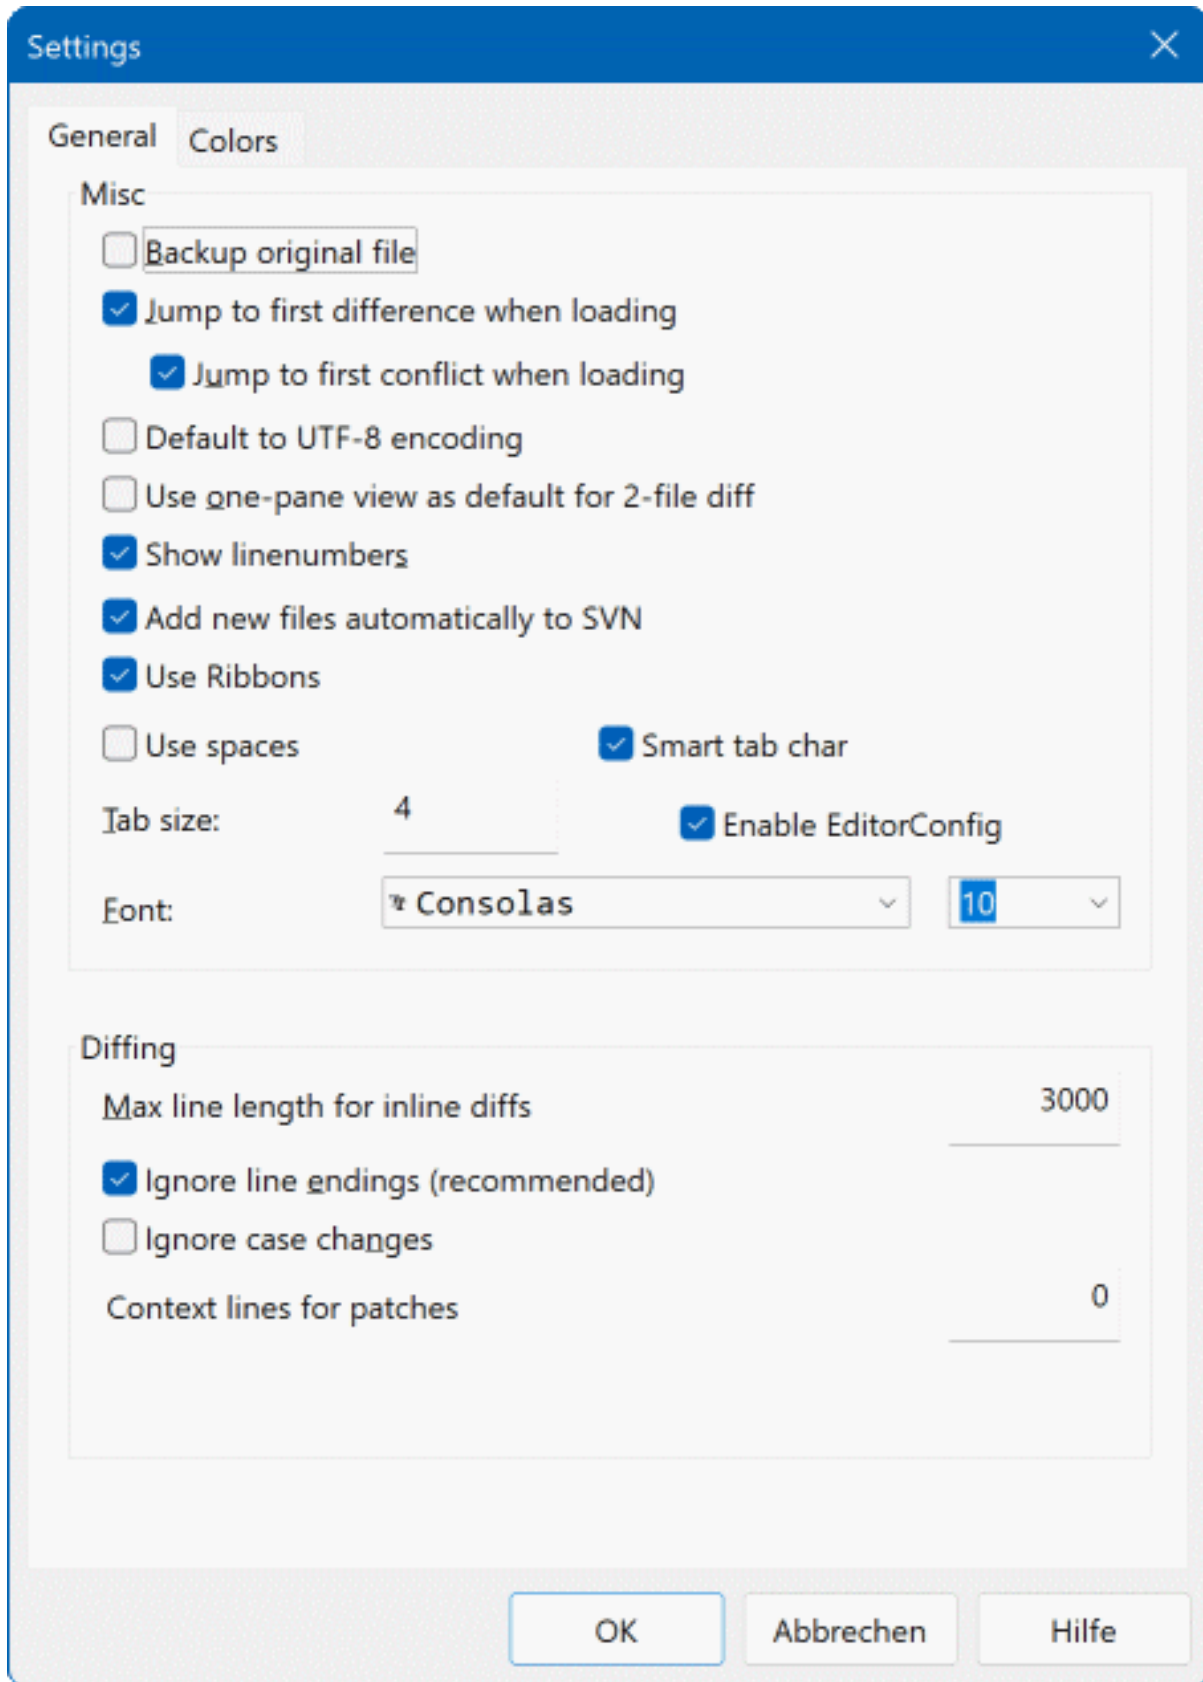 Settings
General Colors
Misc
Backup original file
Jump to first difference when loading
Jump to first conflict when loading
Default to UTF-8 encoding
Use one-pane view as default for 2-file diff
Show linenumbers
Add new files automatically to SVN
Use Ribbons
Use spaces Smart tab char
Tab size: 4 Enable EditorConfig
Font: Consolas 10
Diffing
Max line length for inline diffs 3000
Ignore line endings (recommended)
Ignore case changes
Context lines for patches 0
OK Abbrechen Hilfe